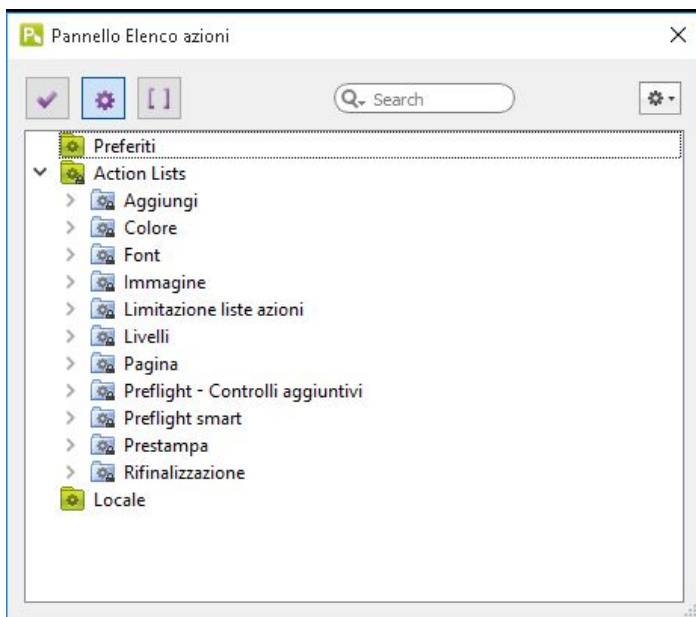 Pannello Elenco azioni
Search
Preferiti
Action Lists
Aggiungi
Colore
Font
Immagine
Limitazione liste azioni
Livelli
Pagina
Preflight - Controlli aggiuntivi
Preflight smart
Prestampa
Rifinalizzazione
Locale